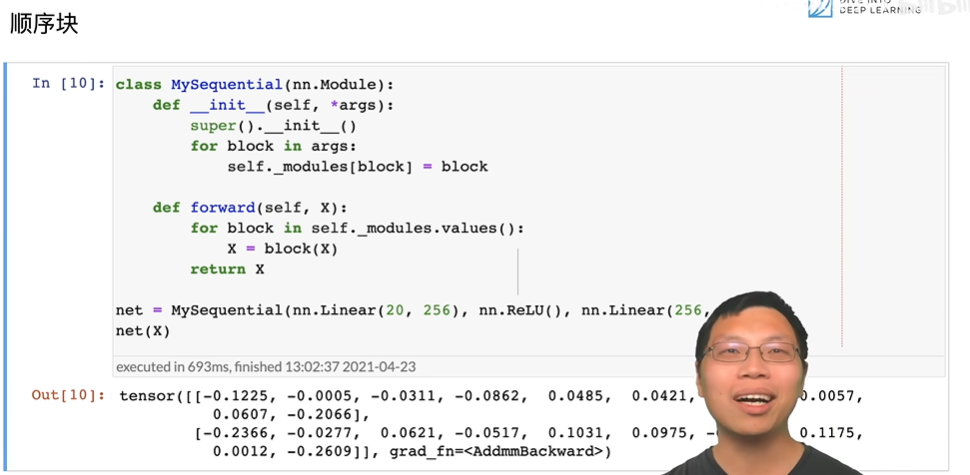 顺序块
DEEP LEARNING
In [10]: class MySequential(nn.Module):
    def __init__(self, *args):
        super().__init__()
        for block in args:
            self._modules[block] = block
    def forward(self, X):
        for block in self._modules.values():
            X = block(X)
        return X
net = MySequential(nn.Linear(20, 256), nn.ReLU(), nn.Linear(256,
net(X)
executed in 693ms, finished 13:02:37 2021-04-23
Out[10]: tensor([[-0.1225, -0.0005, -0.0311, -0.0862, 0.0485, 0.0421, 0.0057,
0.0607, -0.2066],
[-0.2366, -0.0277, 0.0621, -0.0517, 0.1031, 0.0975, - 0.1175,
0.0012, -0.2609]], grad_fn=<AddmmBackward>)